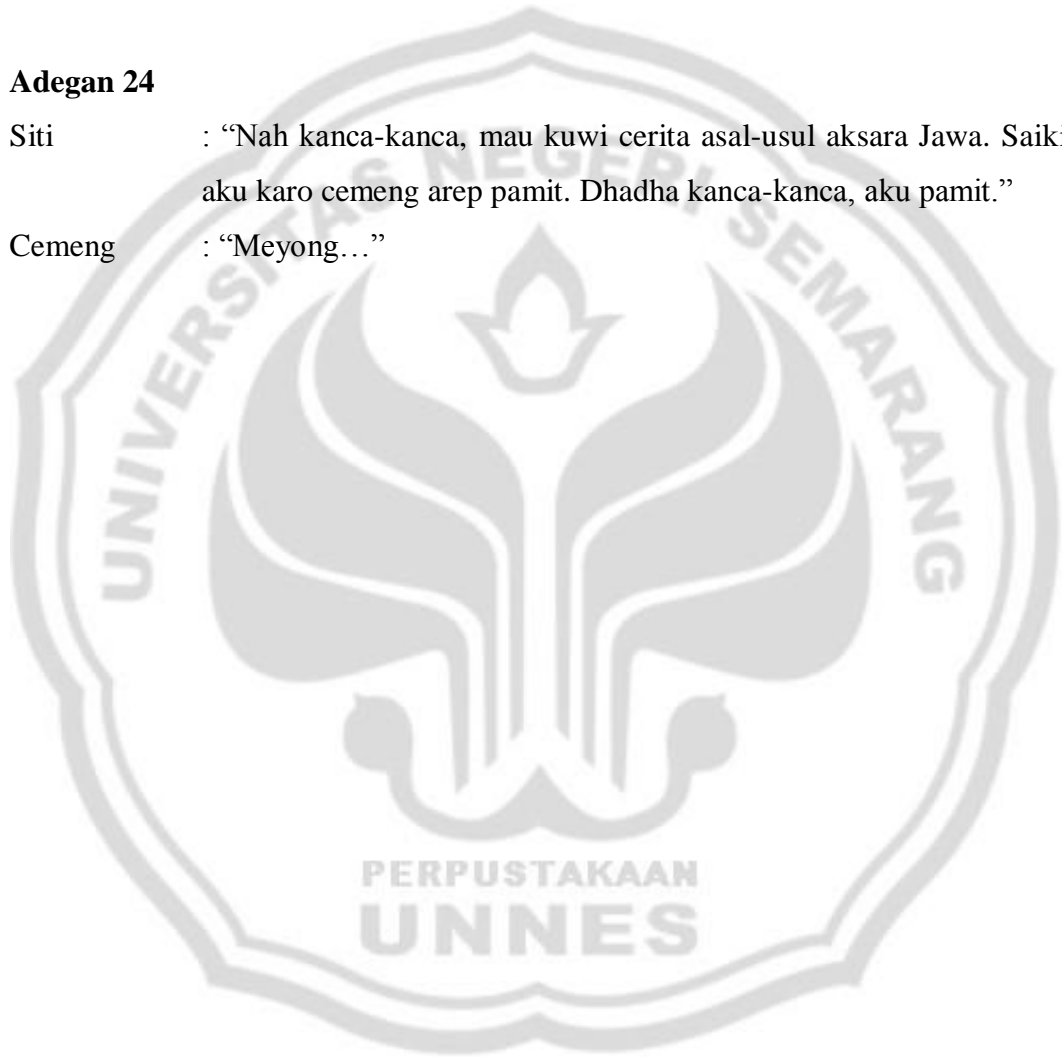 Adegan 24
Siti : “Nah kanca-kanca, mau kuwi cerita asal-usul aksara Jawa. Saiki
aku karo cemeng arep pamit. Dhadha kanca-kanca, aku pamit.”
Cemeng : “Meyong…”
UNIVERSITAS NEGERI SEMARANG
PERPUSTAKAAN
UNNES